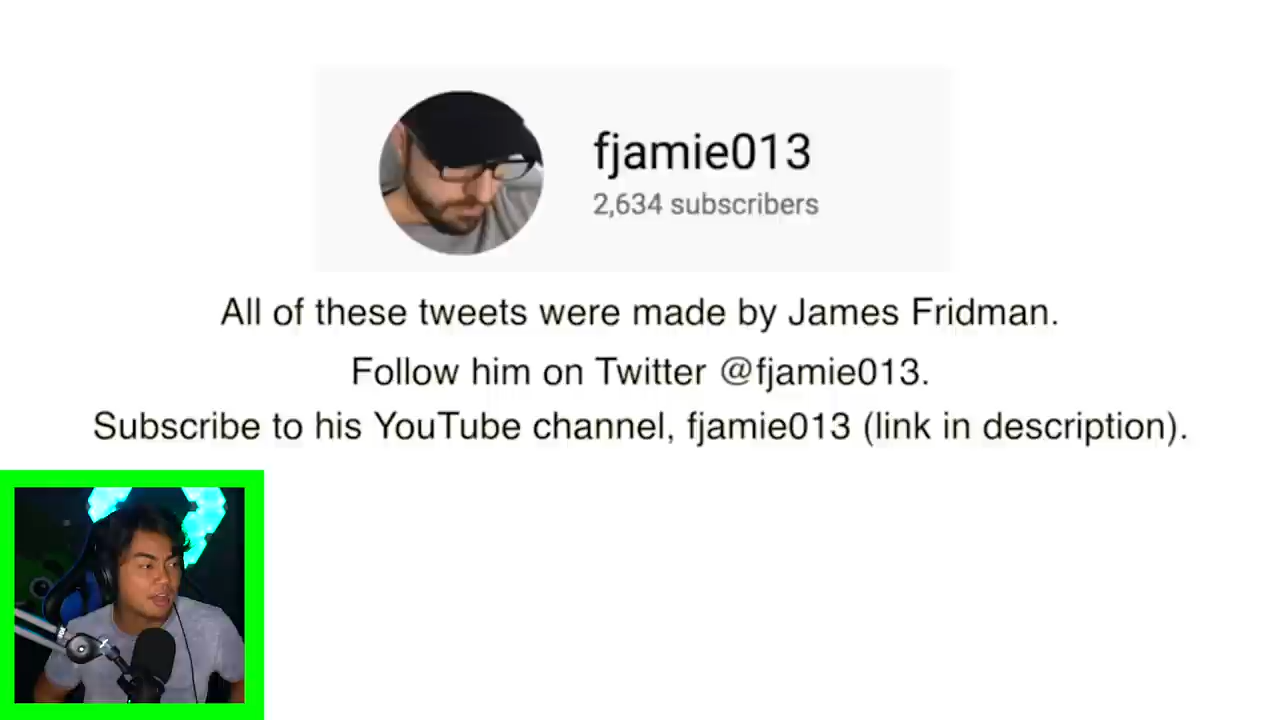 fjamie013
2,634 subscribers
All of these tweets were made by James Fridman.
Follow him on Twitter @fjamie013.
Subscribe to his YouTube channel, fjamie013 (link in description).